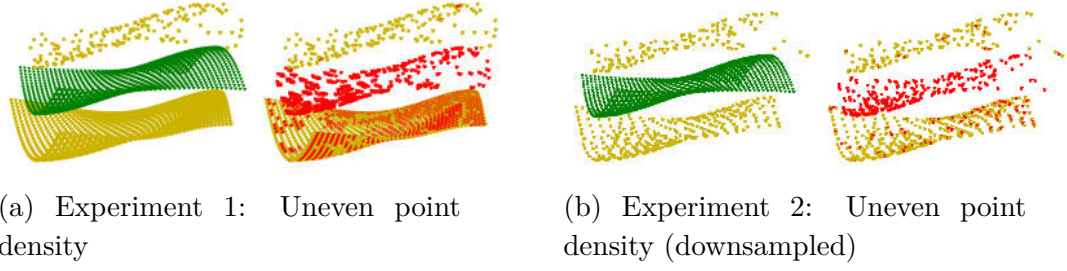 (a) Experiment 1: Uneven point
density
(b) Experiment 2: Uneven point
density (downsampled)